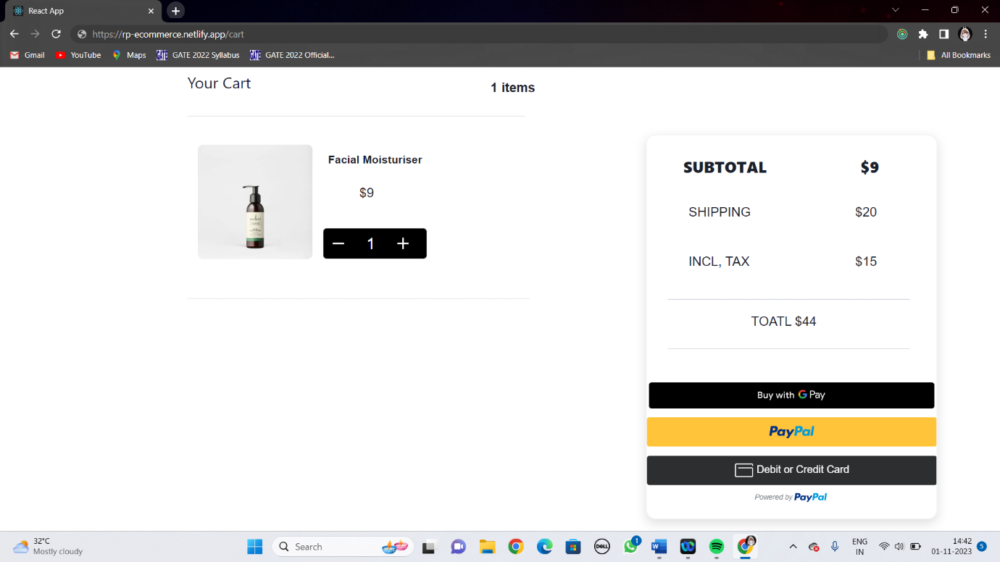 React App
https://rp-ecommerce.netlify.app/cart
Gmail YouTube Maps GATE 2022 Syllabus GATE 2022 Official... All Bookmarks
Your Cart
1 items
Facial Moisturiser
$9
1
SUBTOTAL $9
SHIPPING $20
INCL, TAX $15
TOATL $44
Buy with G Pay
PayPal
Debit or Credit Card
Powered by PayPal
32°C
Mostly cloudy
Search
DELL
1
ENG
IN
14:42
01-11-2023
5